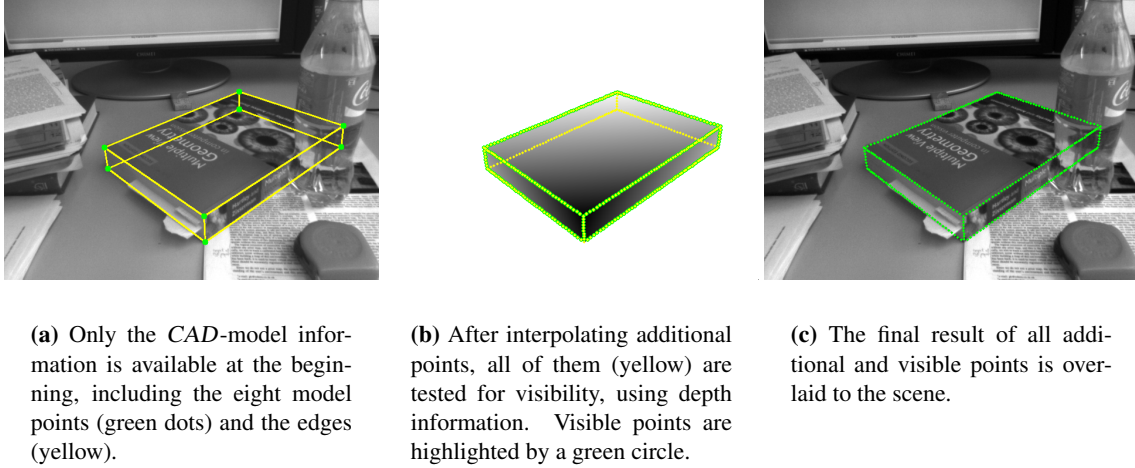 Multiple View
Geometry
Multiple View
Geometry
(a) Only the CAD-model infor-
mation is available at the begin-
ning, including the eight model
points (green dots) and the edges
(yellow).
(b) After interpolating additional
points, all of them (yellow) are
tested for visibility, using depth
information. Visible points are
highlighted by a green circle.
(c) The final result of all addi-
tional and visible points is over-
laid to the scene.